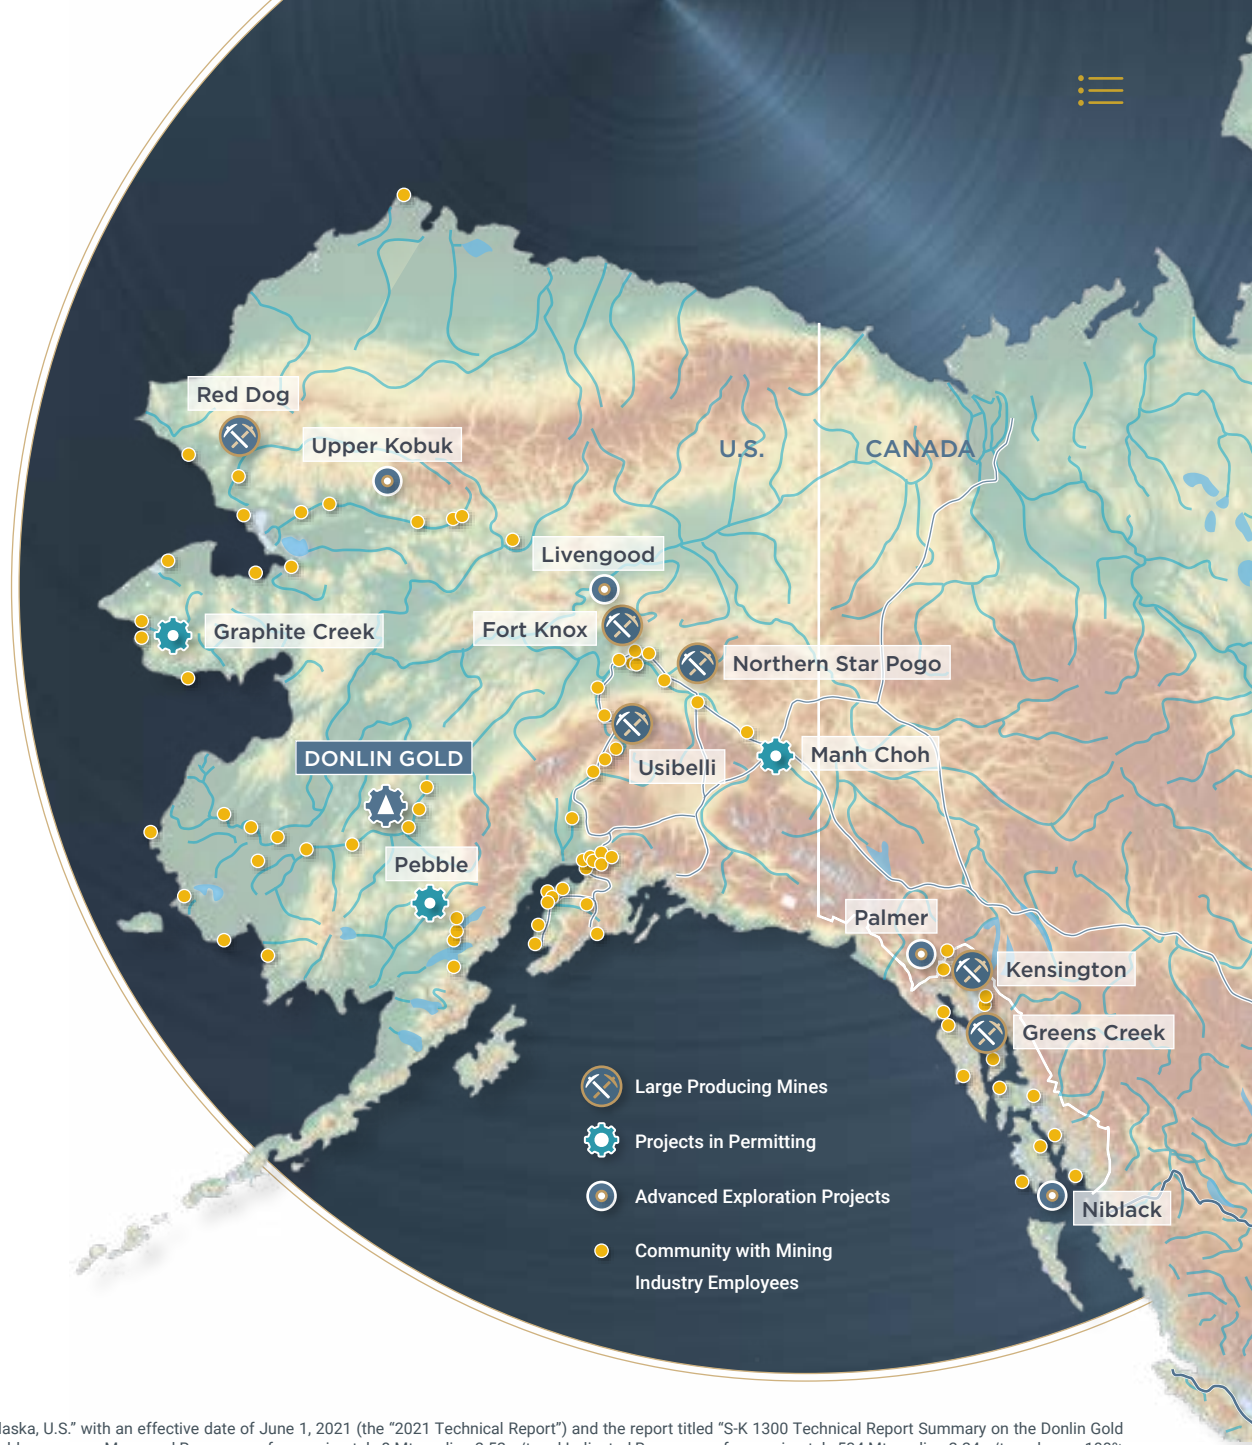 Red Dog
Upper Kobuk
U.S.
CANADA
Livengood
Fort Knox
Graphite Creek
Northern Star Pogo
DONLIN GOLD
Usibelli
Manh Choh
Pebble
Palmer
Kensington
Greens Creek
Large Producing Mines
Projects in Permitting
Advanced Exploration Projects
Niblack
Community with Mining
Industry Employees
laska, U.S.” with an effective date of June 1, 2021 (the “2021 Technical Report”) and the report titled “S-K 1300 Technical Report Summary on the Donlin Gold